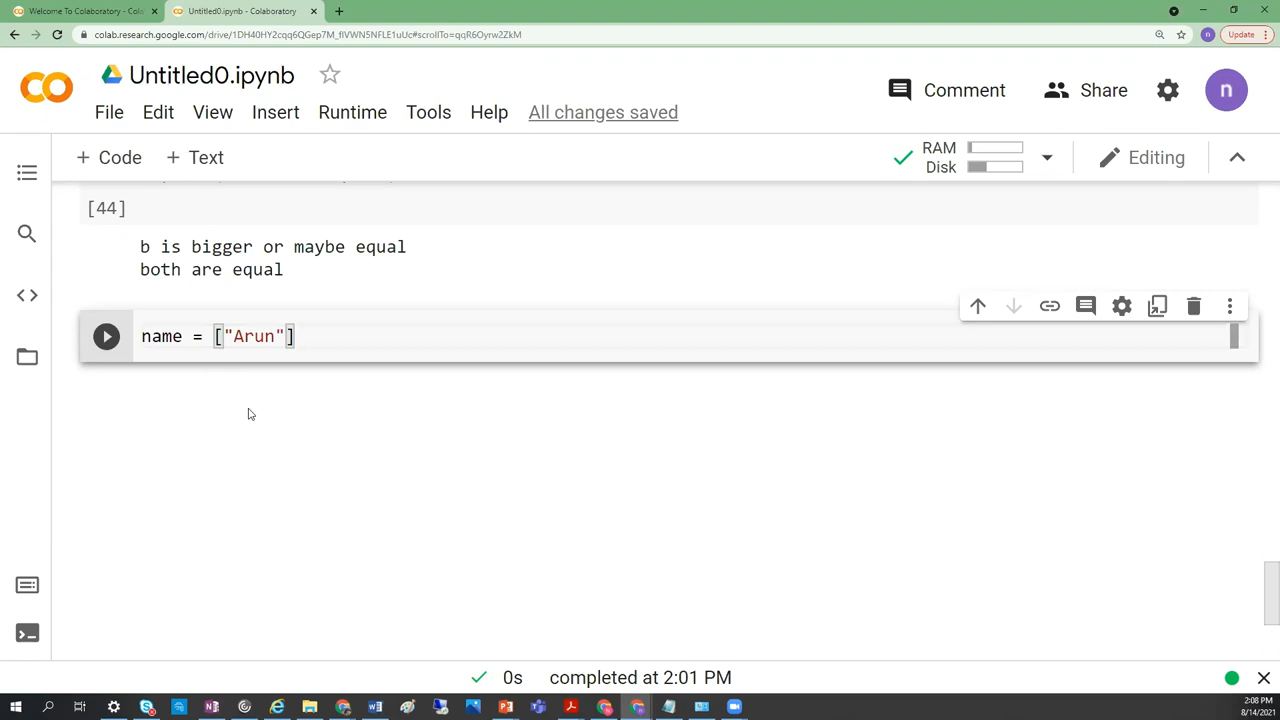 Welcome To Colaboratory - Colal
Untitled0.ipynb - Colaboratory
colab.research.google.com/drive/1DH40HY2cqq6QGep7M_flVWN5NFLE1uUc#scrollTo=qqR6Oyrw2ZkM
n
Update
Untitled0.ipynb
Comment
Share
n
File Edit View Insert Runtime Tools Help All changes saved
+ Code + Text
RAM
Disk
Editing
[44]
b is bigger or maybe equal
both are equal
name = ["Arun"]
0s completed at 2:01 PM
2:08 PM
8/14/2021